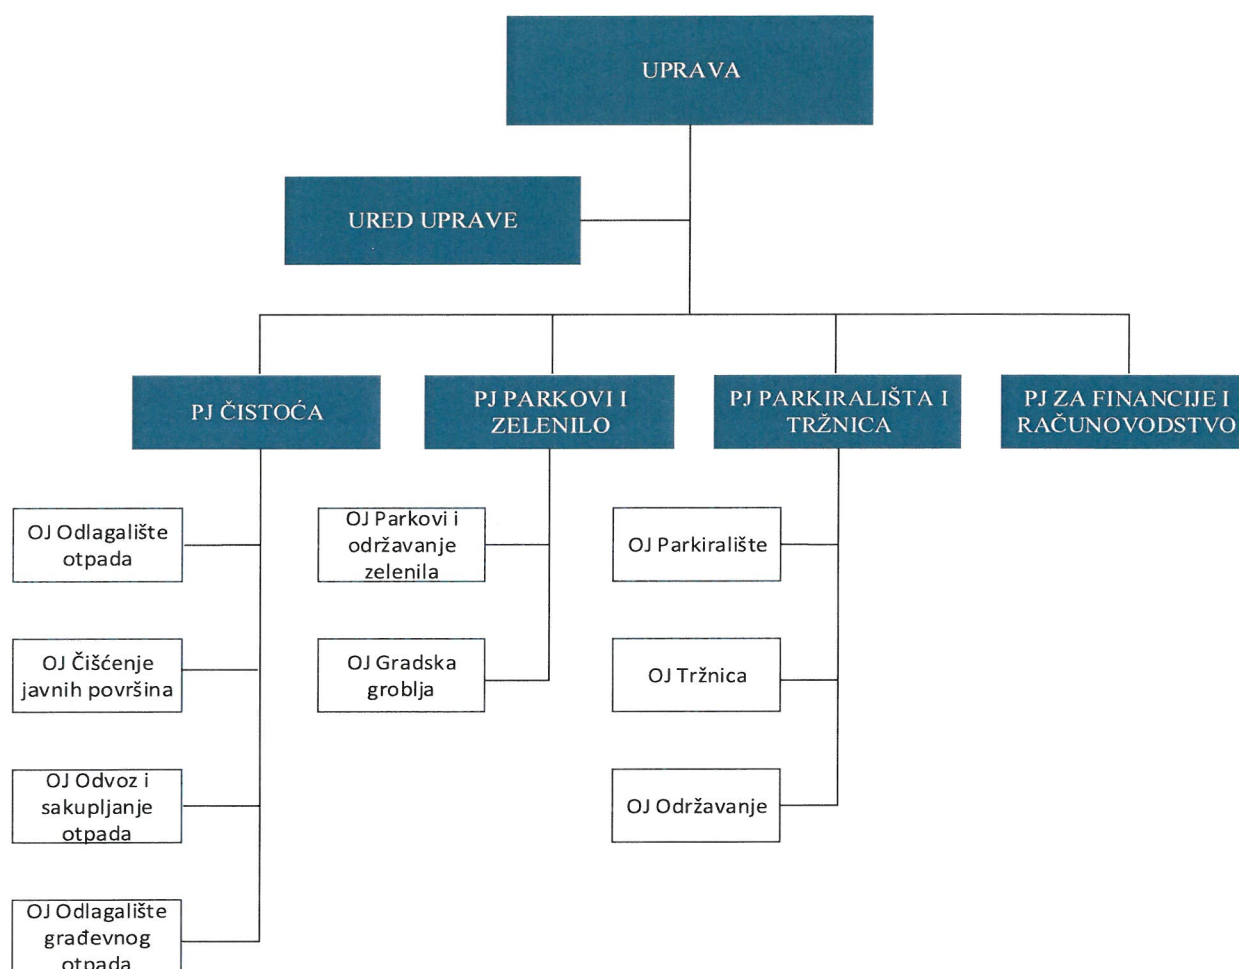 UPRAVA
URED UPRAVE
PJ ČISTOĆA
PJ PARKOVI I
ZELENILO
PJ PARKIRALIŠTA I
TRŽNICA
PJ ZA FINANCIJE I
RAČUNOVODSTVO
OJ Odlagalište
otpada
OJ Čišćenje
javnih površina
OJ Odvoz i
sakupljanje
otpada
OJ Odlagalište
građevnog
otpada
OJ Parkovi i
održavanje
zelenila
OJ Gradska
groblja
OJ Parkiralište
OJ Tržnica
OJ Održavanje